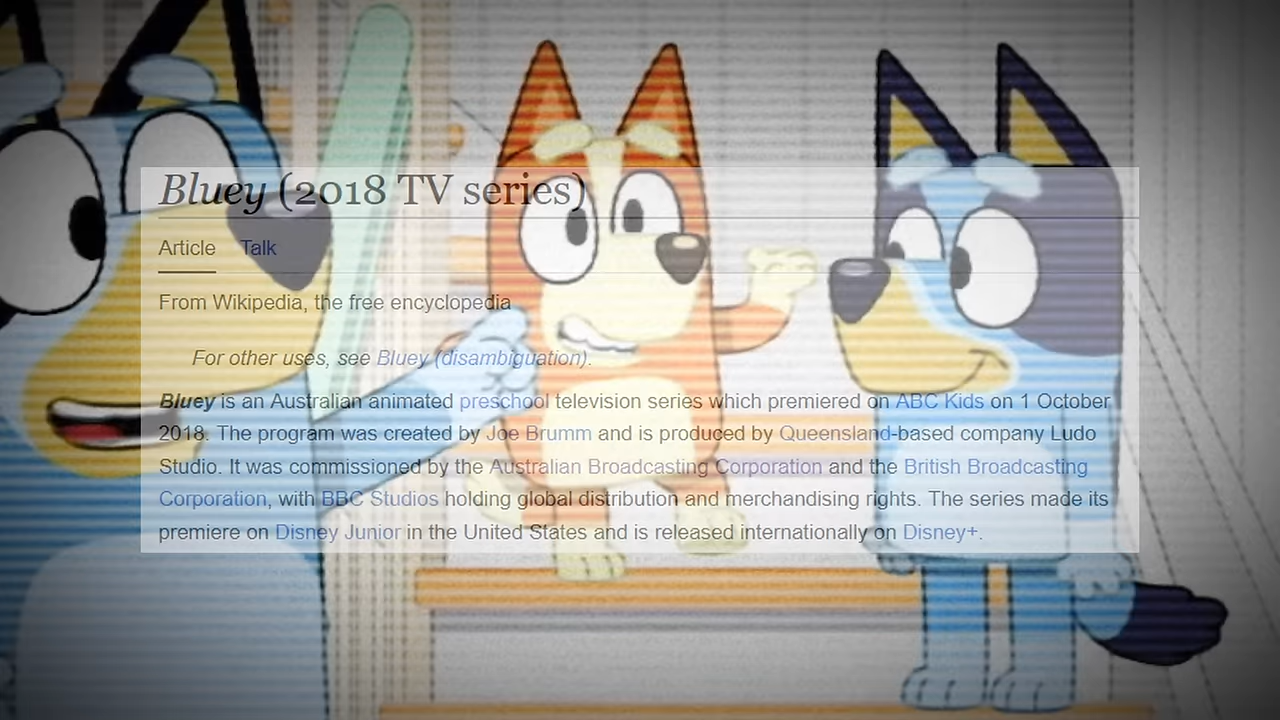 Bluey (2018 TV series)
Article Talk
From Wikipedia, the free encyclopedia
For other uses, see Bluey (disambiguation).
Bluey is an Australian animated preschool television series which premiered on ABC Kids on 1 October
2018. The program was created by Joe Brumm and is produced by Queensland-based company Ludo
Studio. It was commissioned by the Australian Broadcasting Corporation and the British Broadcasting
Corporation, with BBC Studios holding global distribution and merchandising rights. The series made its
premiere on Disney Junior in the United States and is released internationally on Disney+.